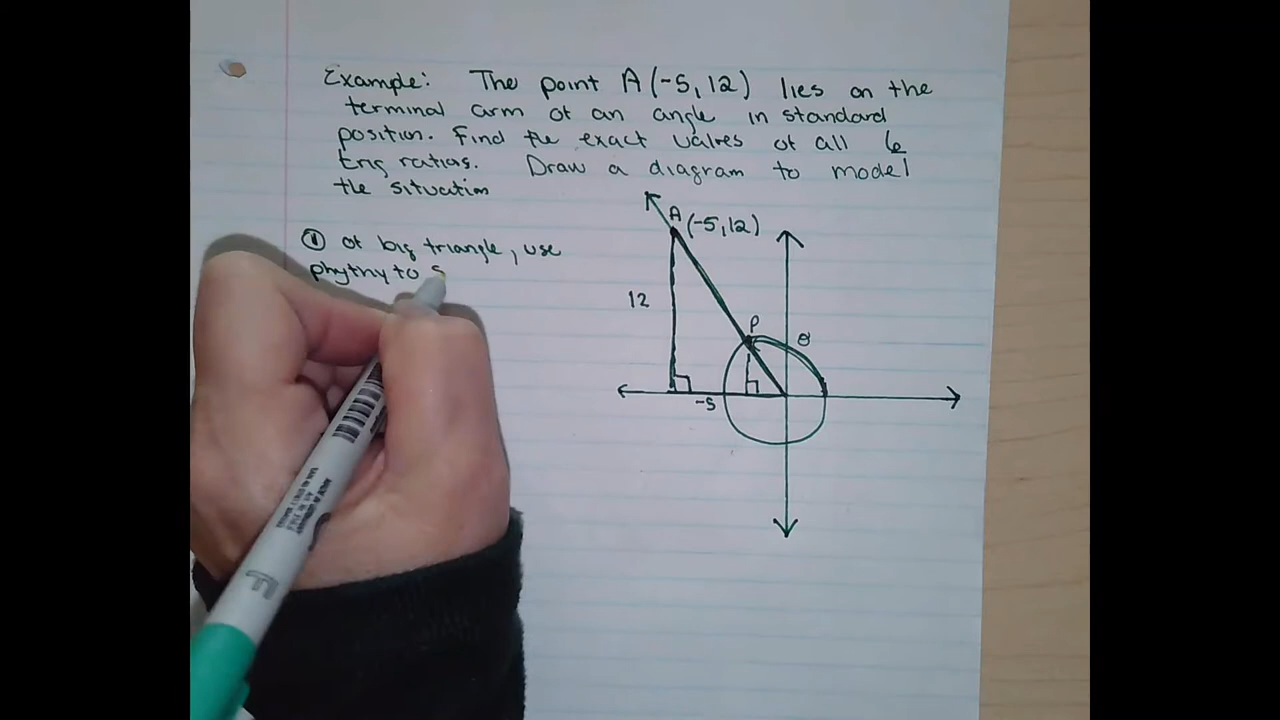 Example: The point A(-5,12) lies on the
terminal arm of an angle in standard
position. Find the exact values of all 6
trig ratios. Draw a diagram to model
the situation
① of big triangle, use
phythy to s
A(-5,12)
12
P
θ
-5
F